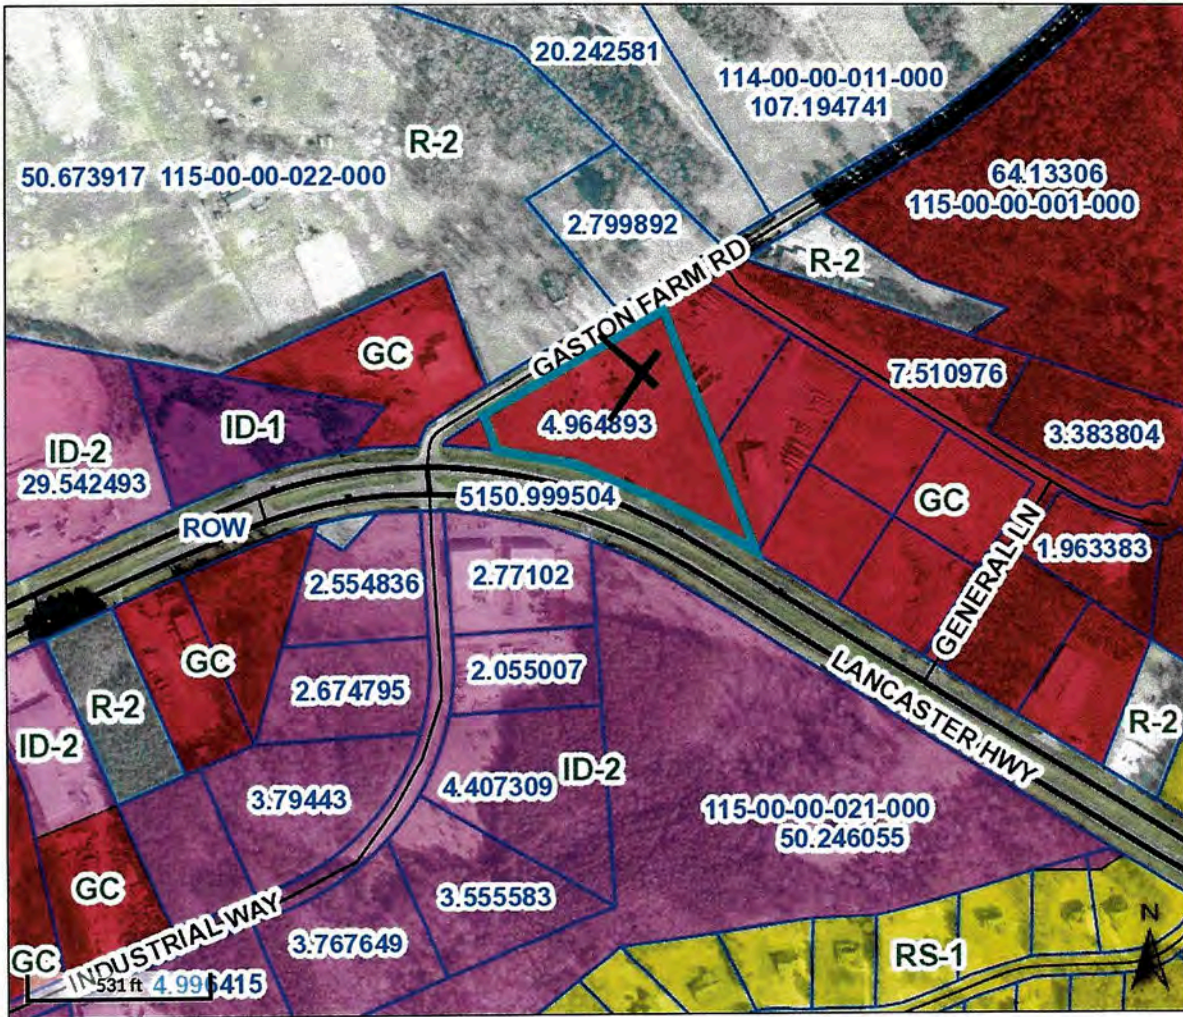 20.242581
114-00-00-011-000
107.194741
R-2
50.673917 115-00-00-022-000
64.13306
115-00-00-001-000
2.799892
R-2
GASTON FARM RD
GC
7.510976
4.964893
ID-1
3.383804
ID-2
29.542493
5150.999504
GC
ROW
GENERAL LN
1.963383
2.554836
2.77102
GC
2.055007
LANCASTER HWY
2.674795
R-2
R-2
ID-2
ID-2
4.407309
3.79443
115-00-00-021-000
50.246055
GC
3.555583
INDUSTRIAL WAY
3.767649
N
RS-1
GC
531 ft
4.996415